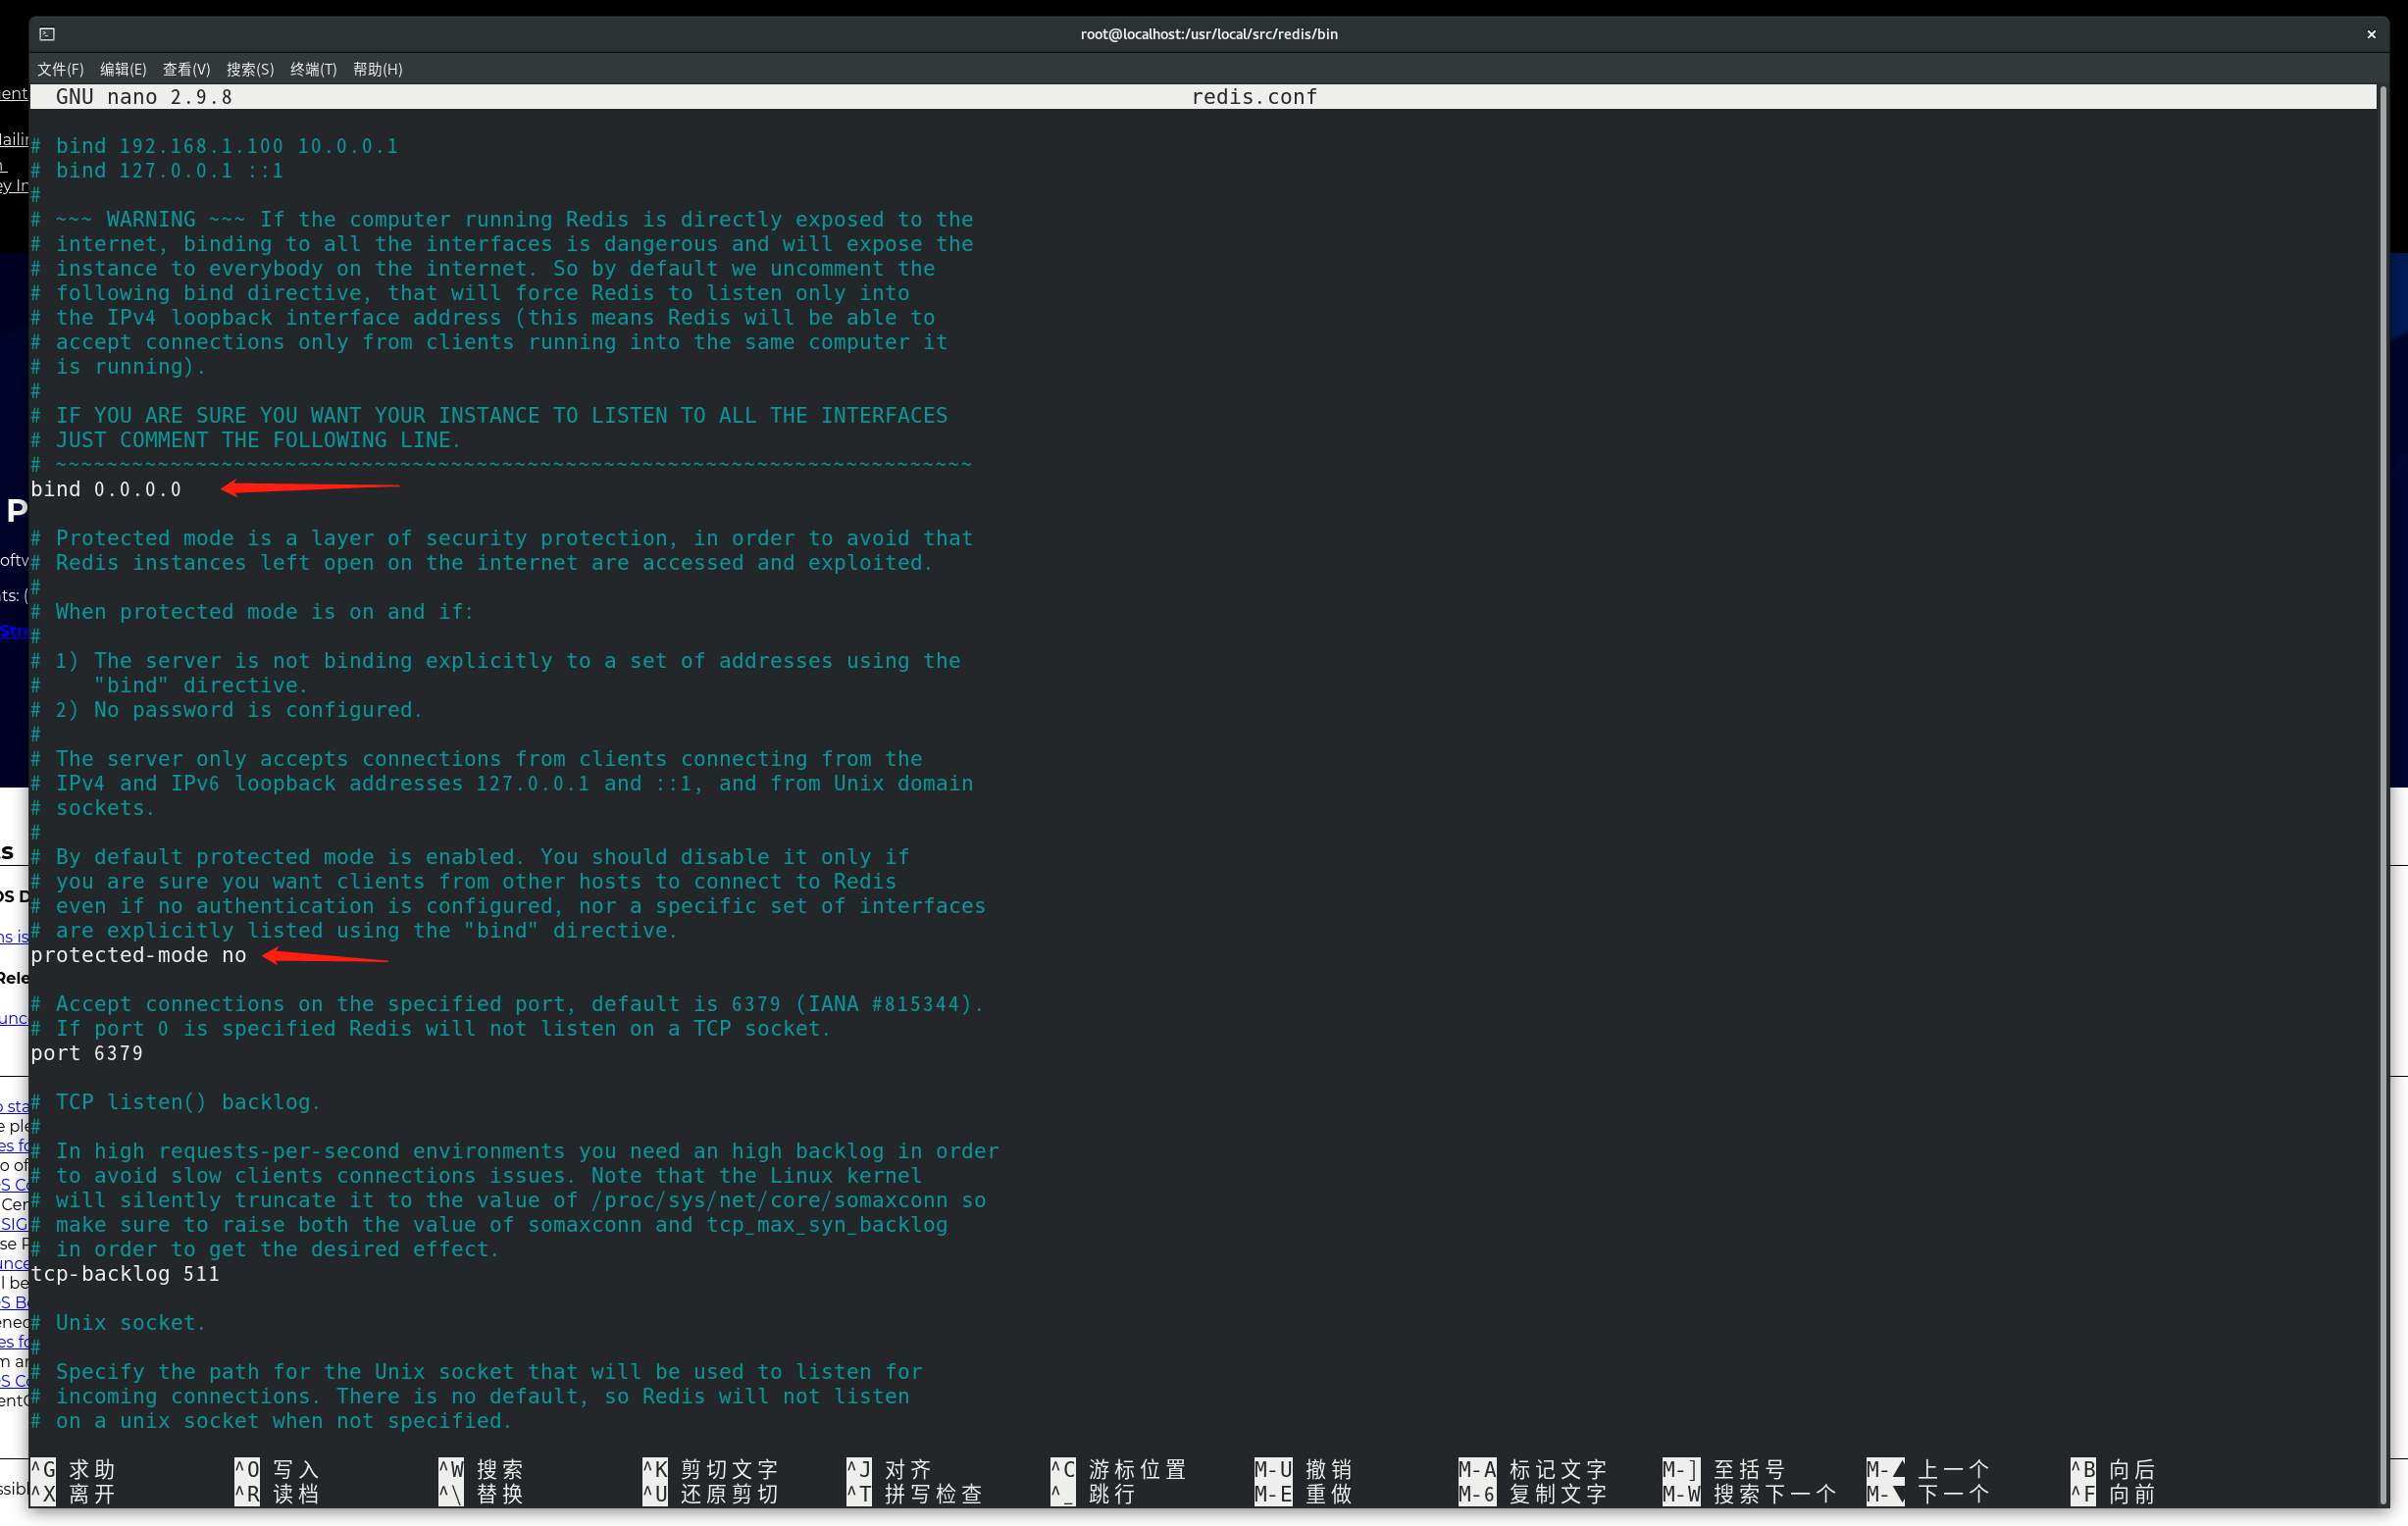 root@localhost:/usr/local/src/redis/bin
文件(F) 编辑(E) 查看(V) 搜索(S) 终端(T) 帮助(H)
GNU nano 2.9.8 redis.conf
# bind 192.168.1.100 10.0.0.1
# bind 127.0.0.1 ::1
#
# ~~~ WARNING ~~~ If the computer running Redis is directly exposed to the
# internet, binding to all the interfaces is dangerous and will expose the
# instance to everybody on the internet. So by default we uncomment the
# following bind directive, that will force Redis to listen only into
# the IPv4 loopback interface address (this means Redis will be able to
# accept connections only from clients running into the same computer it
# is running).
#
# IF YOU ARE SURE YOU WANT YOUR INSTANCE TO LISTEN TO ALL THE INTERFACES
# JUST COMMENT THE FOLLOWING LINE.
# ~~~~~~~~~~~~~~~~~~~~~~~~~~~~~~~~~~~~~~~~~~~~~~~~~~~~~~~~~~~~~~~~~~~~~~~~
bind 0.0.0.0
# Protected mode is a layer of security protection, in order to avoid that
# Redis instances left open on the internet are accessed and exploited.
#
# When protected mode is on and if:
#
# 1) The server is not binding explicitly to a set of addresses using the
#    "bind" directive.
# 2) No password is configured.
#
# The server only accepts connections from clients connecting from the
# IPv4 and IPv6 loopback addresses 127.0.0.1 and ::1, and from Unix domain
# sockets.
#
# By default protected mode is enabled. You should disable it only if
# you are sure you want clients from other hosts to connect to Redis
# even if no authentication is configured, nor a specific set of interfaces
# are explicitly listed using the "bind" directive.
protected-mode no
# Accept connections on the specified port, default is 6379 (IANA #815344).
# If port 0 is specified Redis will not listen on a TCP socket.
port 6379
# TCP listen() backlog.
#
# In high requests-per-second environments you need an high backlog in order
# to avoid slow clients connections issues. Note that the Linux kernel
# will silently truncate it to the value of /proc/sys/net/core/somaxconn so
# make sure to raise both the value of somaxconn and tcp_max_syn_backlog
# in order to get the desired effect.
tcp-backlog 511
# Unix socket.
#
# Specify the path for the Unix socket that will be used to listen for
# incoming connections. There is no default, so Redis will not listen
# on a unix socket when not specified.
^G 求助 ^O 写入 ^W 搜索 ^K 剪切文字 ^J 对齐 ^C 游标位置 M-U 撤销 M-A 标记文字 M-] 至括号 M-▲ 上一个 ^B 向后
^X 离开 ^R 读档 ^\ 替换 ^U 还原剪切 ^T 拼写检查 ^_ 跳行 M-E 重做 M-6 复制文字 M-W 搜索下一个 M-▼ 下一个 ^F 向前